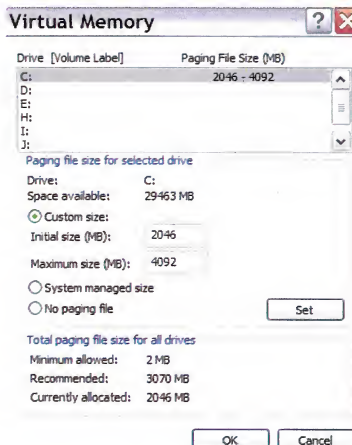 Virtual Memory
Drive [Volume Label] Paging File Size (MB)
C: 2046 - 4092
D:
E:
H:
I:
J:
Paging file size for selected drive
Drive: C:
Space available: 29463 MB
Custom size:
Initial size (MB): 2046
Maximum size (MB): 4092
System managed size
No paging file
Set
Total paging file size for all drives
Minimum allowed: 2 MB
Recommended: 3070 MB
Currently allocated: 2046 MB
OK Cancel